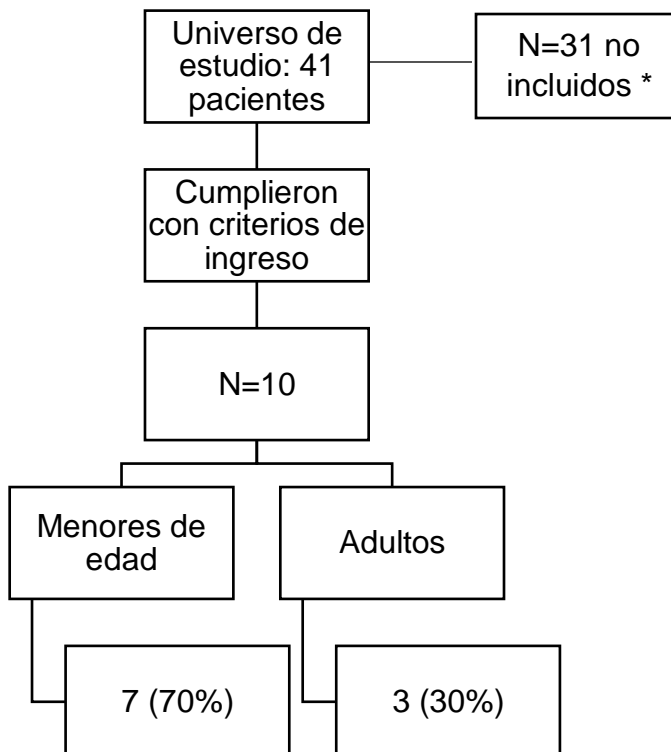 Universo de
estudio: 41
pacientes
N=31 no
incluidos *
Cumplieron
con criterios de
ingreso
N=10
Menores de
edad
Adultos
7 (70%)
3 (30%)